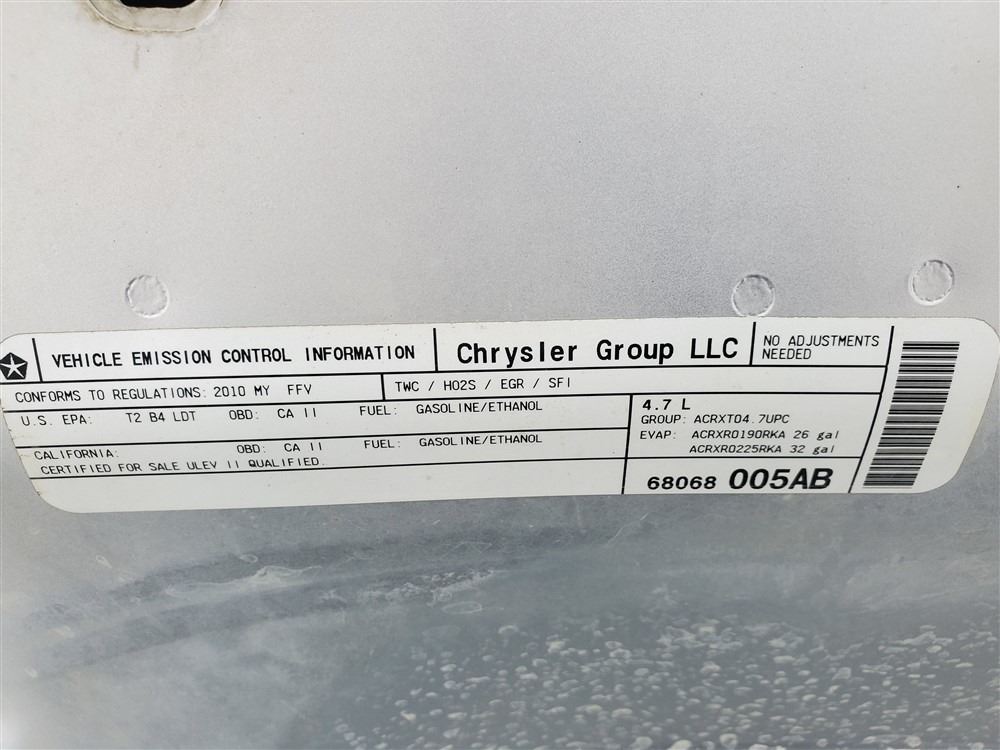 VEHICLE EMISSION CONTROL INFORMATION
Chrysler Group LLC
NO ADJUSTMENTS
NEEDED
CONFORMS TO REGULATIONS: 2010 MY FFV
TWC / HO2S / EGR / SFI
U.S. EPA: T2 B4 LDT OBD: CA II FUEL: GASOLINE/ETHANOL
CALIFORNIA: OBD: CA II FUEL: GASOLINE/ETHANOL
CERTIFIED FOR SALE ULEV II QUALIFIED.
4.7 L
GROUP: ACRXT04.7UPC
EVAP: ACRXR0190RKA 26 gal
ACRXR0225RKA 32 gal
68068 005AB